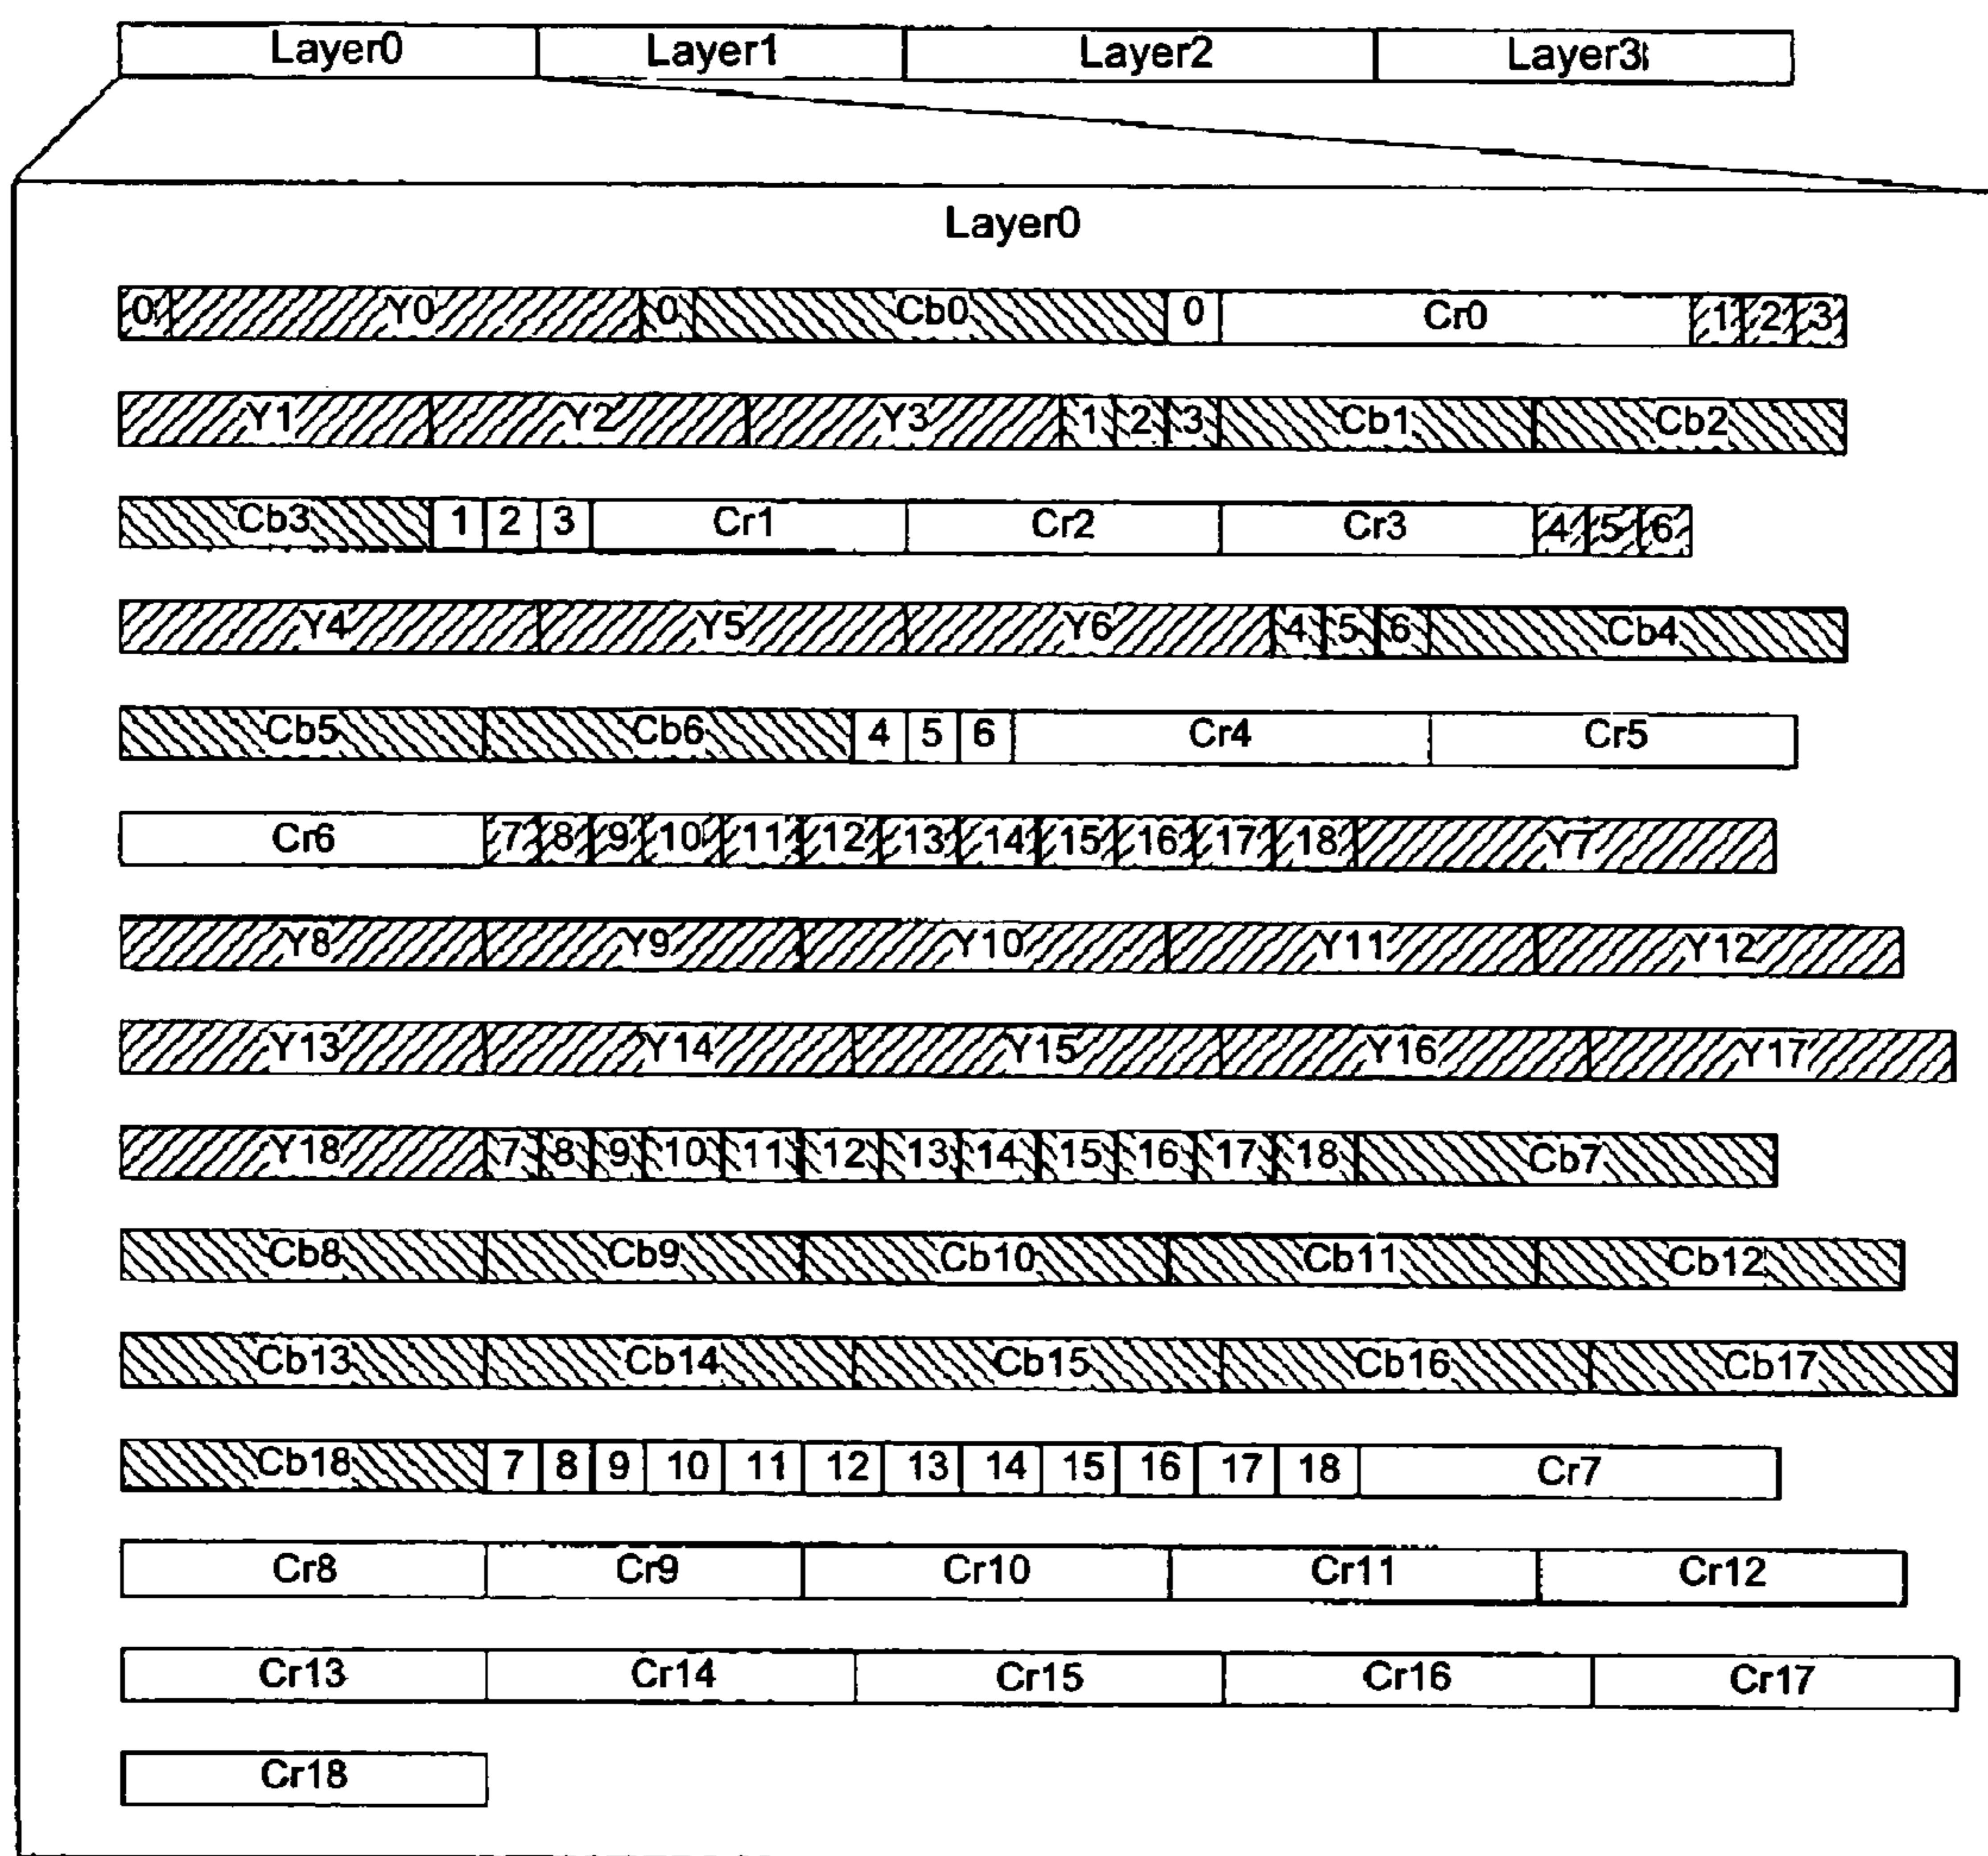 Layer0 Layer1 Layer2 Layer3
Layer0
0 Y0 0 Cb0 0 Cr0 1 2 3
Y1 Y2 Y3 1 2 3 Cb1 Cb2
Cb3 1 2 3 Cr1 Cr2 Cr3 4 5 6
Y4 Y5 Y6 4 5 6 Cb4
Cb5 Cb6 4 5 6 Cr4 Cr5
Cr6 7 8 9 10 11 12 13 14 15 16 17 18 Y7
Y8 Y9 Y10 Y11 Y12
Y13 Y14 Y15 Y16 Y17
Y18 7 8 9 10 11 12 13 14 15 16 17 18 Cb7
Cb8 Cb9 Cb10 Cb11 Cb12
Cb13 Cb14 Cb15 Cb16 Cb17
Cb18 7 8 9 10 11 12 13 14 15 16 17 18 Cr7
Cr8 Cr9 Cr10 Cr11 Cr12
Cr13 Cr14 Cr15 Cr16 Cr17
Cr18